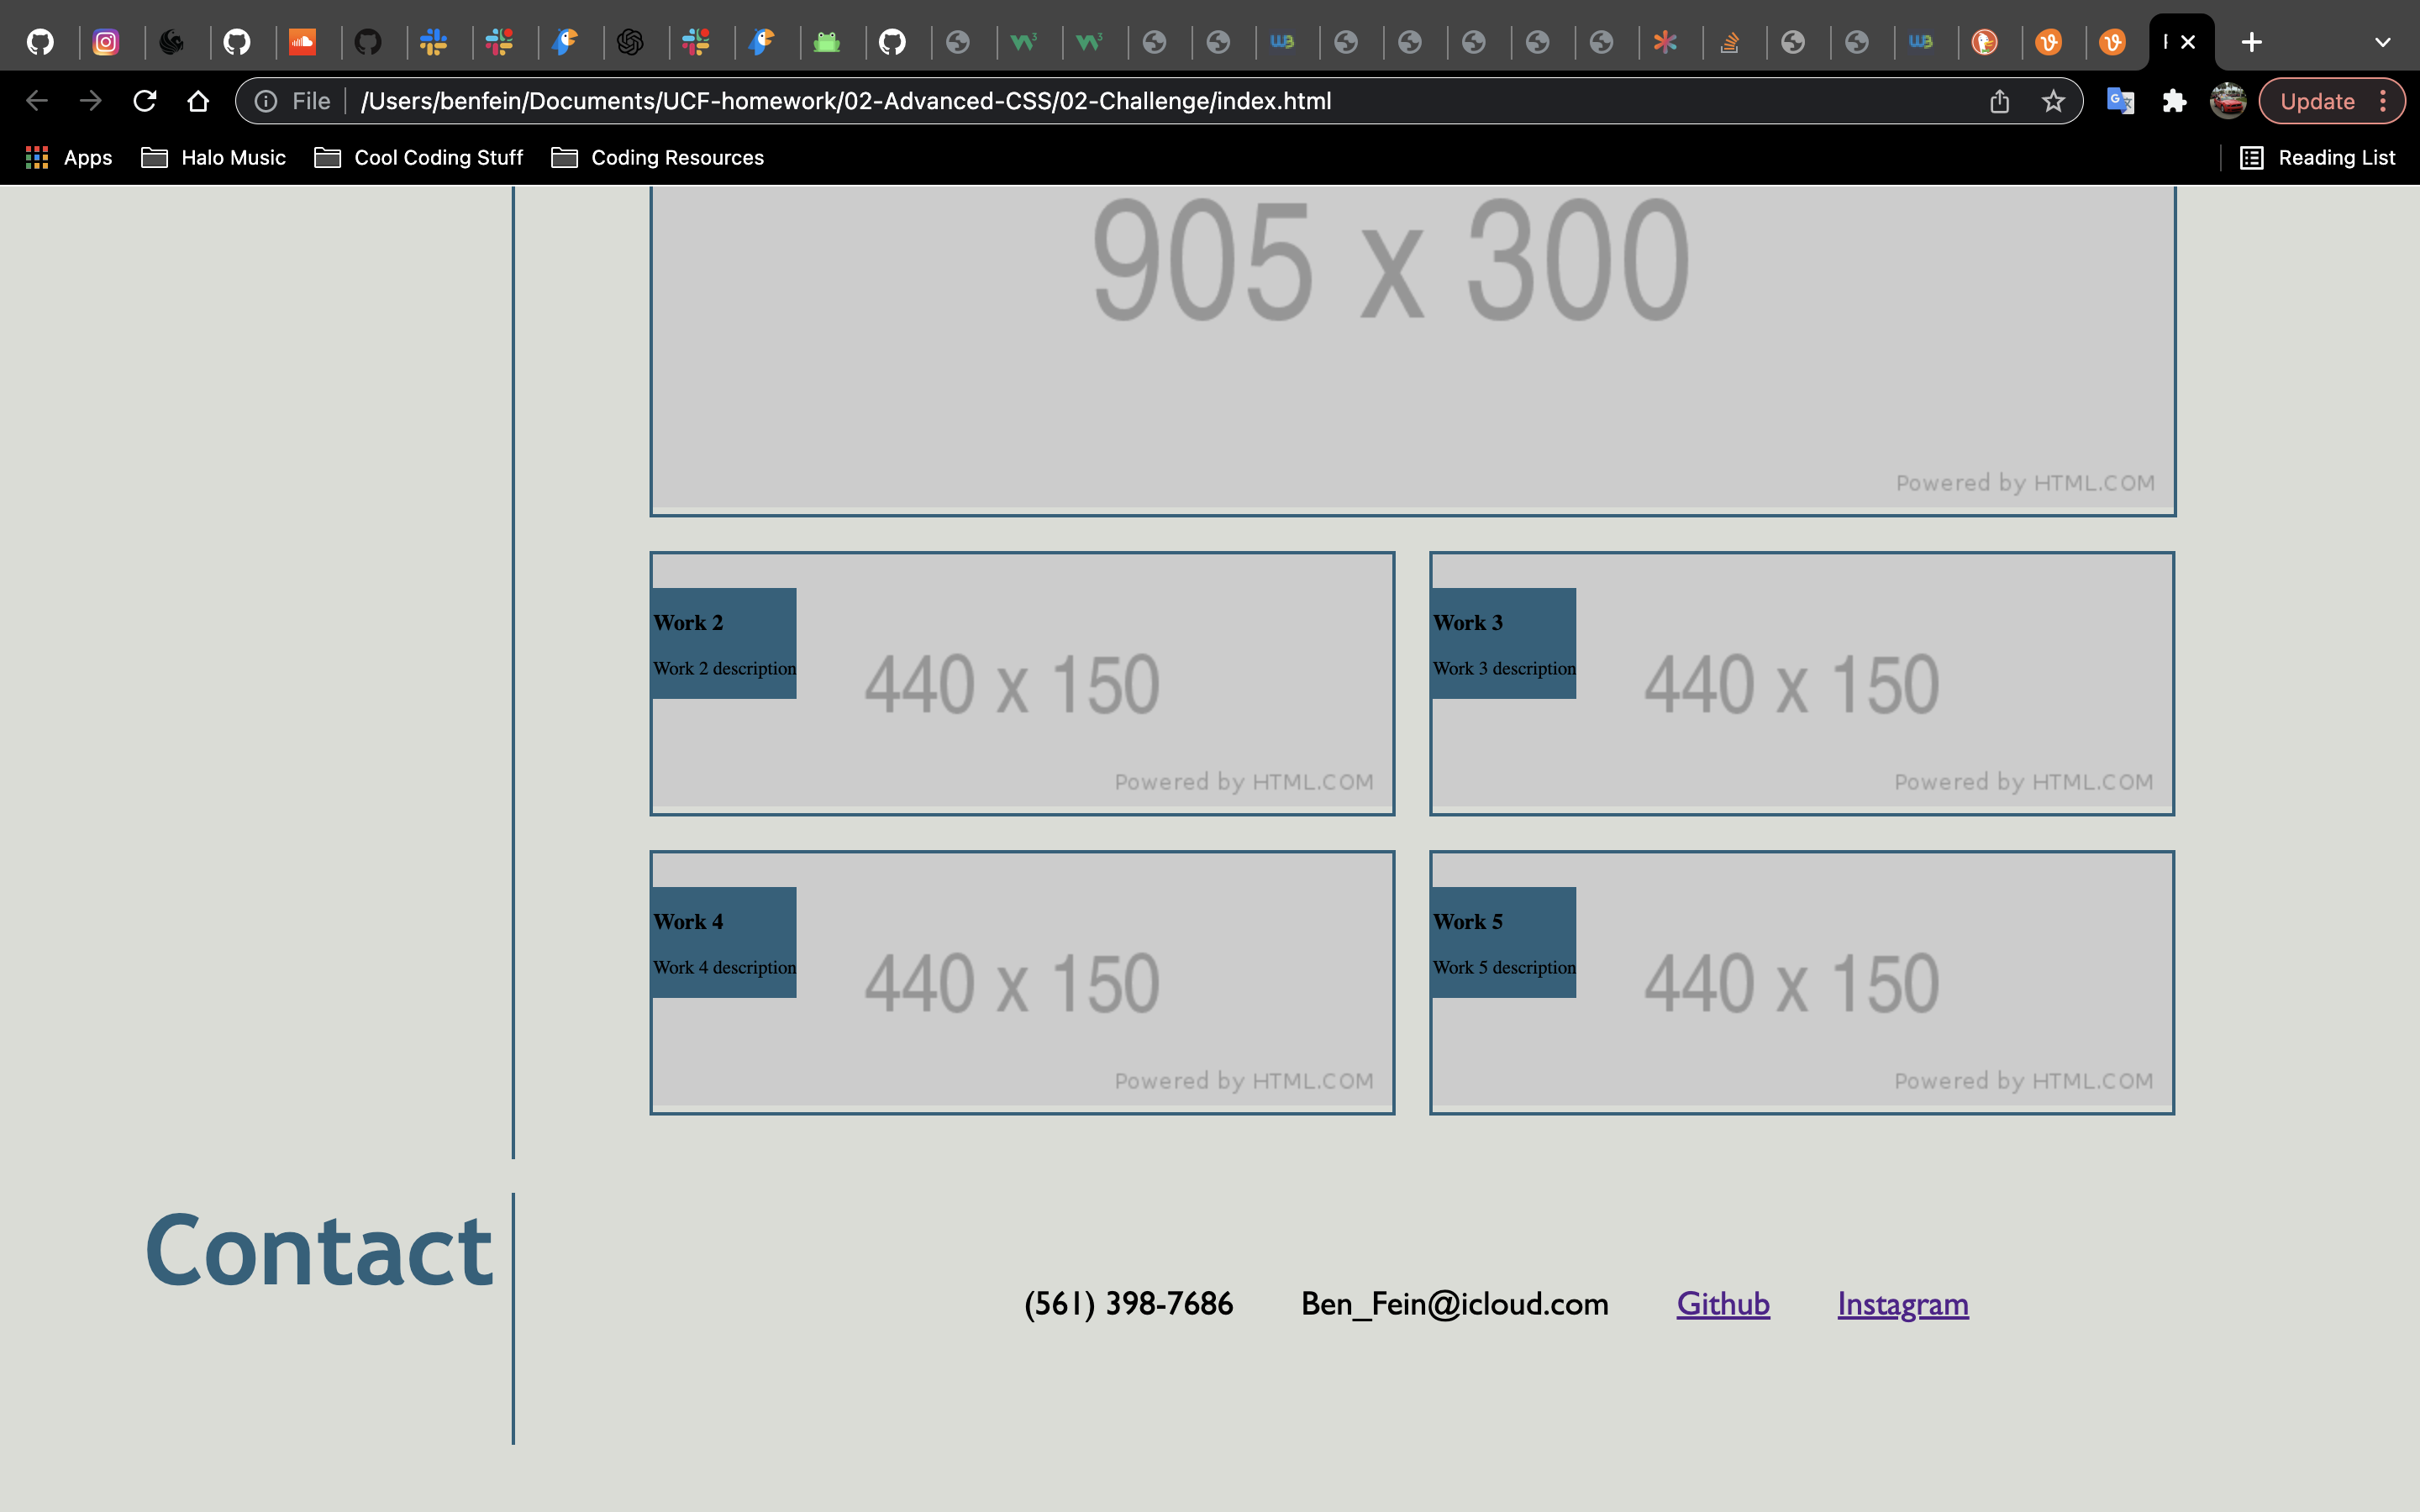 File /Users/benfein/Documents/UCF-homework/02-Advanced-CSS/02-Challenge/index.html Update
Apps Halo Music Cool Coding Stuff Coding Resources Reading List
905 x 300
Powered by HTML.COM
Work 2
Work 2 description
440 x 150
Powered by HTML.COM
Work 3
Work 3 description
440 x 150
Powered by HTML.COM
Work 4
Work 4 description
440 x 150
Powered by HTML.COM
Work 5
Work 5 description
440 x 150
Powered by HTML.COM
Contact
(561) 398-7686 Ben_Fein@icloud.com Github Instagram